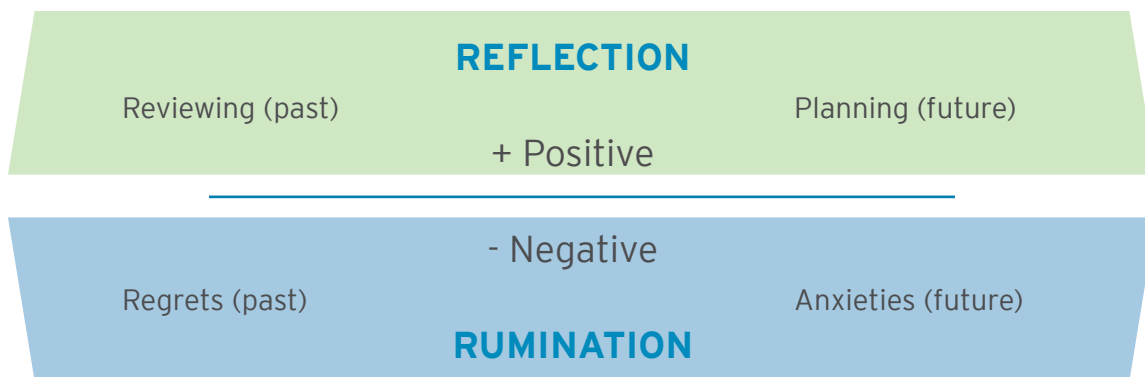 REFLECTION
Reviewing (past) Planning (future)
+ Positive
- Negative
Regrets (past) Anxieties (future)
RUMINATION